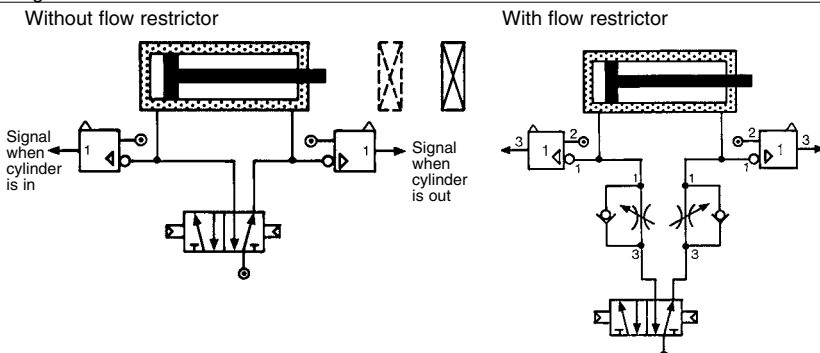 Without flow restrictor
With flow restrictor
Signal
when
cylinder
is in
1
1
Signal
when
cylinder
is out
3
1
2
1
2
1
3
1
1
1
3
3